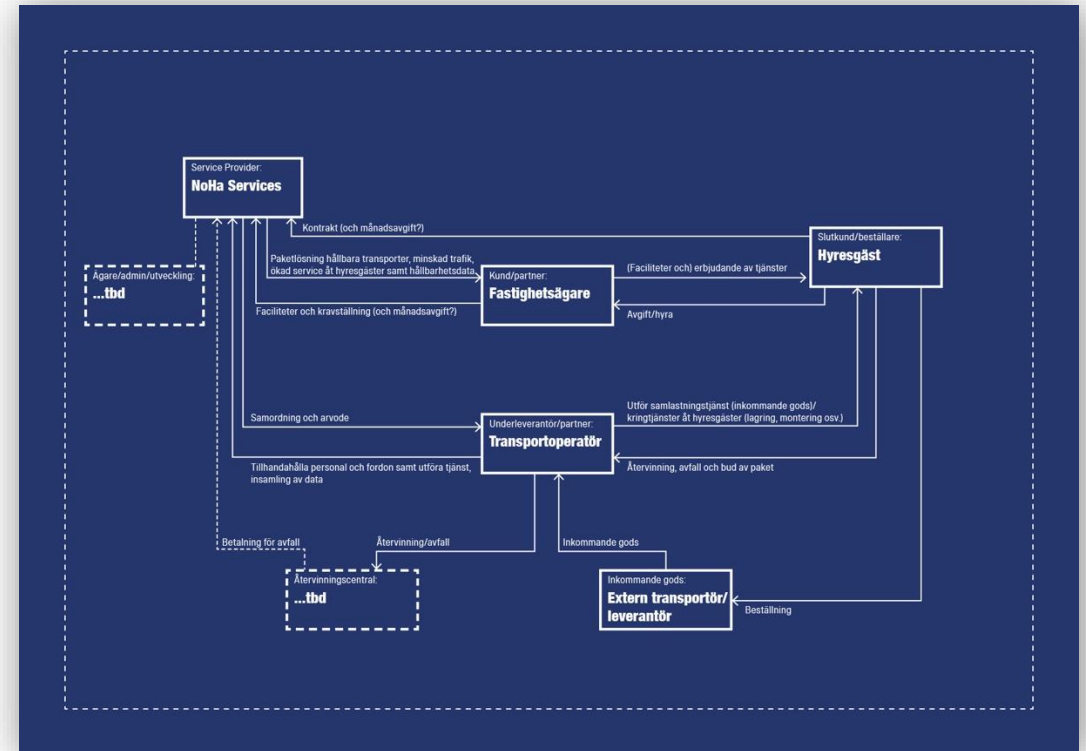 Service Provider:
NoHa Services
Kontrakt (och månadsavgift?)
Slutkund/beställare:
Hyresgäst
Ägare/admin/utveckling:
...tbd
Paketlösning hållbara transporter, minskad trafik,
ökad service åt hyresgäster samt hållbarhetsdata
Kund/partner:
Fastighetsägare
(Faciliteter och) erbjudande av tjänster
Faciliteter och kravställning (och månadsavgift?)
Avgift/hyra
Samordning och arvode
Underleverantör/partner:
Transportoperatör
Utför samlastningstjänst (inkommande gods)/
kringtjänster åt hyresgäster (lagring, montering osv.)
Tillhandahålla personal och fordon samt utföra tjänst,
insamling av data
Återvinning, avfall och bud av paket
Betalning för avfall
Återvinning/avfall
Inkommande gods
Återvinningscentral:
...tbd
Inkommande gods:
Extern transportör/
leverantör
Beställning